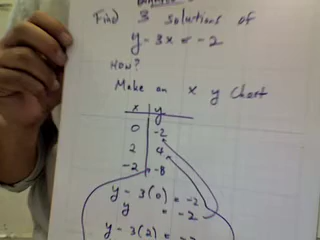 Find 3 solutions of
y - 3x = -2
How?
Make an x y Chart
x y
0 -2
2 4
-2 -8
y - 3(0) = -2
y = -2
y - 3(2) = -2